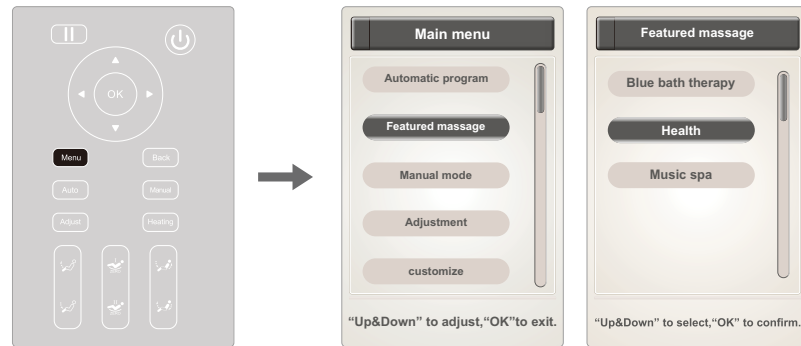 OK
Menu
Back
Auto
Manual
Adjust
Heating
Main menu
Automatic program
Featured massage
Manual mode
Adjustment
customize
“Up&Down” to adjust,“OK”to exit.
Featured massage
Blue bath therapy
Health
Music spa
“Up&Down” to select,“OK” to confirm.